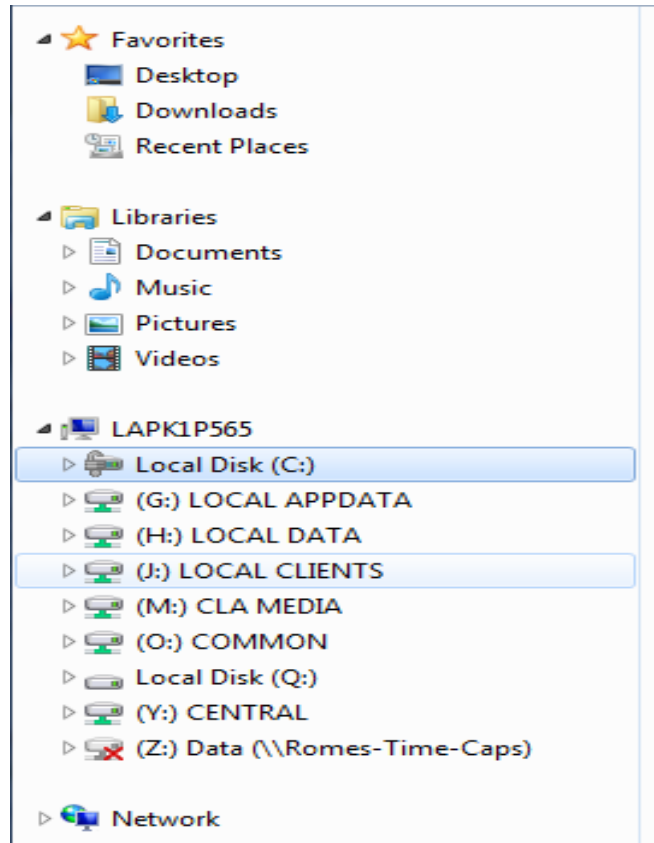 Favorites
Desktop
Downloads
Recent Places
Libraries
Documents
Music
Pictures
Videos
LAPK1P565
Local Disk (C:)
(G:) LOCAL APPDATA
(H:) LOCAL DATA
(J:) LOCAL CLIENTS
(M:) CLA MEDIA
(O:) COMMON
Local Disk (Q:)
(Y:) CENTRAL
(Z:) Data (\\Romes-Time-Caps)
Network